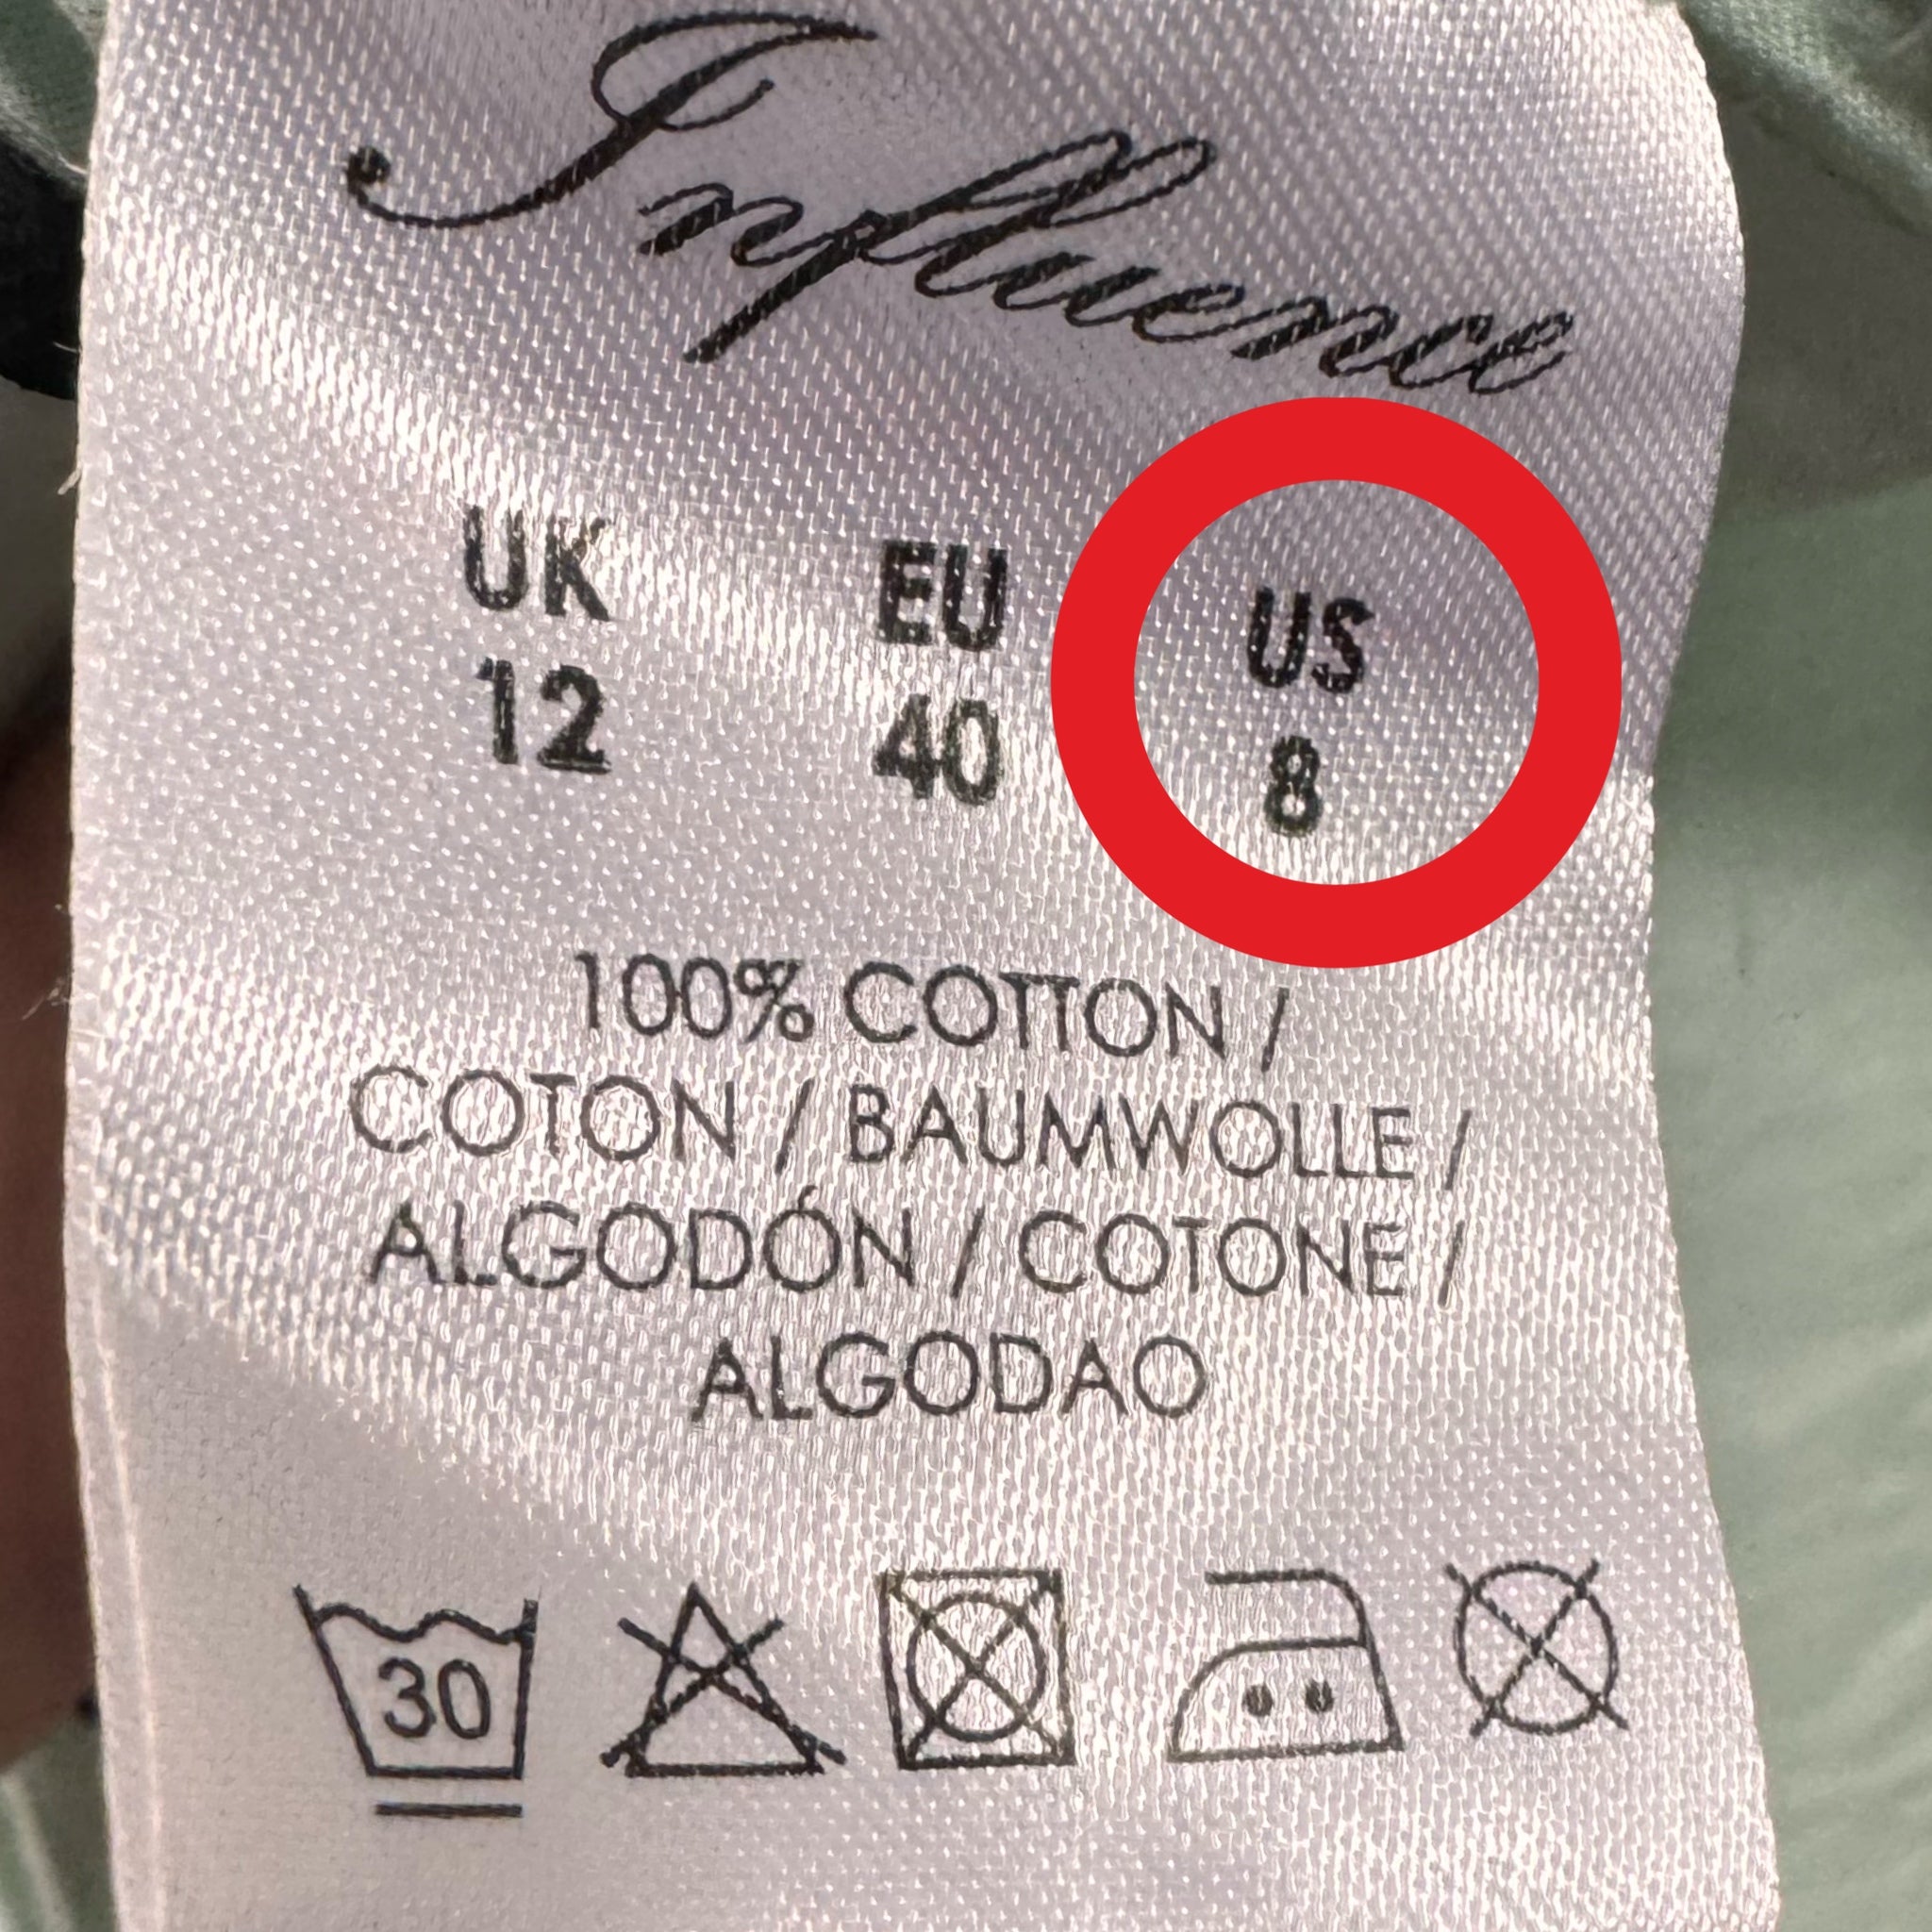 Influence
UK EU US
12 40 8
100% COTTON /
COTON / BAUMWOLLE /
ALGODÓN / COTONE /
ALGODAO
30